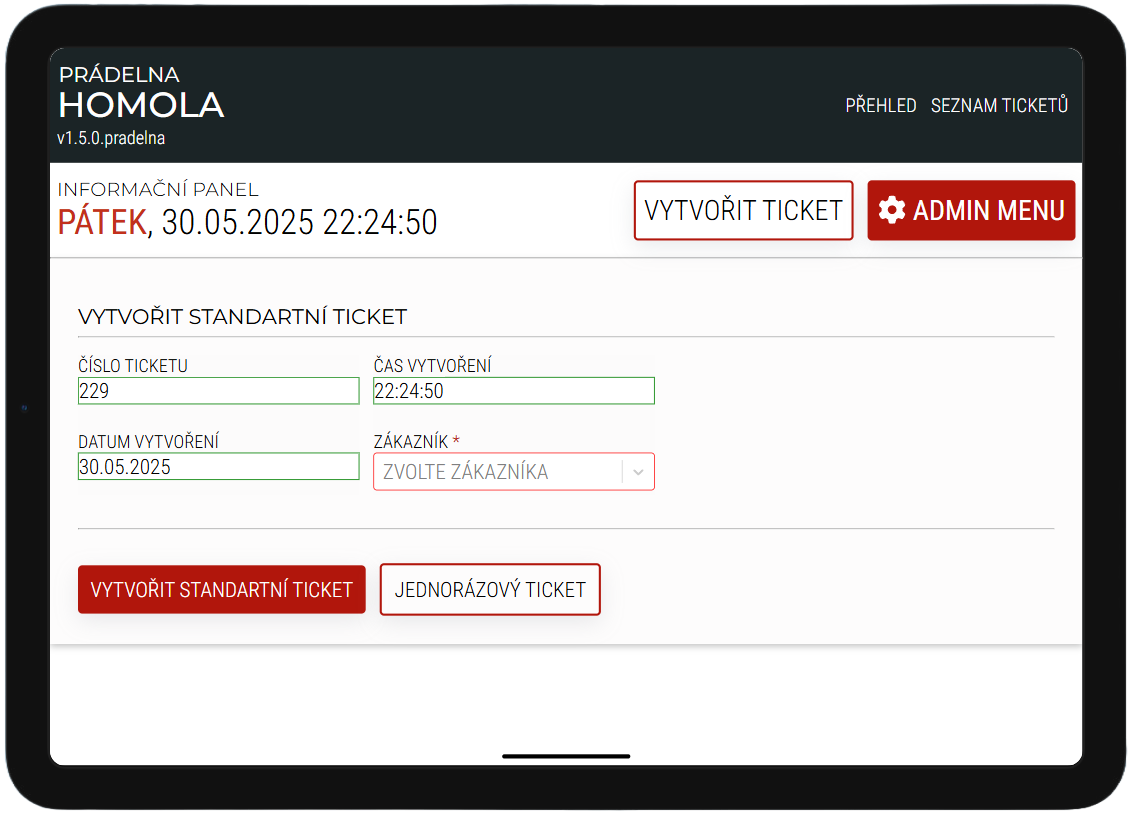 PRÁDELNA
HOMOLA
v1.5.0.pradelna
PŘEHLED SEZNAM TICKETŮ
INFORMAČNÍ PANEL
PÁTEK, 30.05.2025 22:24:50
VYTVOŘIT TICKET
ADMIN MENU
VYTVOŘIT STANDARTNÍ TICKET
ČÍSLO TICKETU
229
ČAS VYTVOŘENÍ
22:24:50
DATUM VYTVOŘENÍ
30.05.2025
ZÁKAZNÍK *
ZVOLTE ZÁKAZNÍKA
VYTVOŘIT STANDARTNÍ TICKET
JEDNORÁZOVÝ TICKET